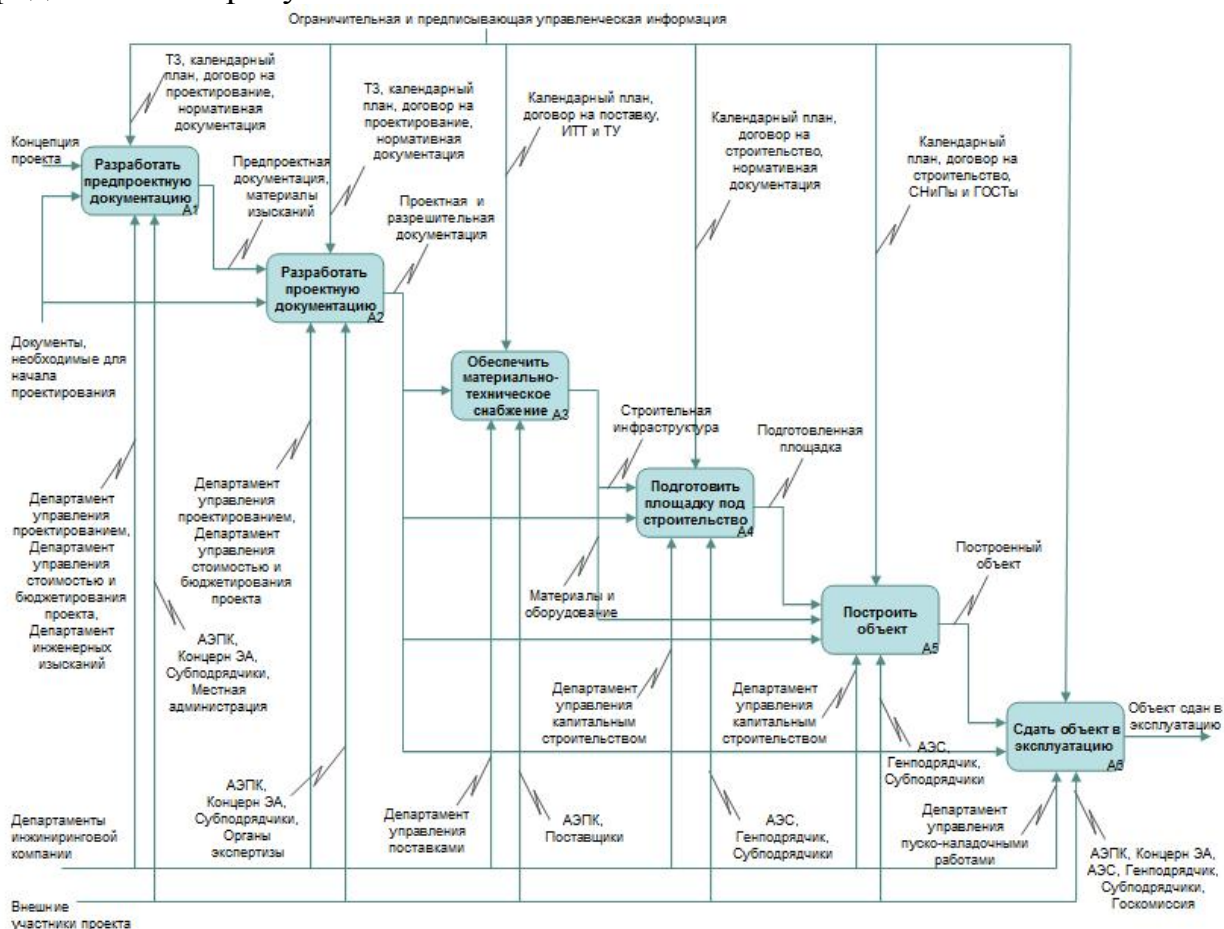 Ограничительная и предписывающая управленческая информация
ТЗ, календарный
план, договор на
проектирование,
нормативная
документация
ТЗ, календарный
план, договор на
проектирование,
нормативная
документация
Календарный план,
договор на поставку,
ИТТ и ТУ
Календарный план,
договор на
строительство,
нормативная
документация
Календарный
план, договор на
строительство,
СНиПы и ГОСТы
Концепция
проекта
Разработать
предпроектную
документацию
А1
Предпроектная
документация,
материалы
изысканий
Проектная и
разрешительная
документация
Разработать
проектную
документацию
А2
Документы,
необходимые для
начала
проектирования
Обеспечить
материально-
техническое
снабжение
А3
Строительная
инфраструктура
Подготовленная
площадка
Подготовить
площадку под
строительство
А4
Департамент
управления
проектированием,
Департамент
управления
стоимостью и
бюджетирования
проекта,
Департамент
инженерных
изысканий
Департамент
управления
проектированием,
Департамент
управления
стоимостью и
бюджетирования
проекта
Материалы и
оборудование
Построенный
объект
Построить
объект
А5
АЭПК,
Концерн ЭА,
Субподрядчики,
Местная
администрация
Департамент
управления
капитальным
строительством
Департамент
управления
капитальным
строительством
АЭС,
Генподрядчик,
Субподрядчики
Сдать объект в
эксплуатацию
А6
Объект сдан в
эксплуатацию
АЭПК,
Концерн ЭА,
Субподрядчики,
Органы
экспертизы
Департамент
управления
поставками
АЭПК,
Поставщики
АЭС,
Генподрядчик,
Субподрядчики
Департамент
управления
пуско-наладочными
работами
АЭПК, Концерн ЭА,
АЭС, Генподрядчик,
Субподрядчики,
Госкомиссия
Департаменты
инжиниринговой
компании
Внешние
участники проекта